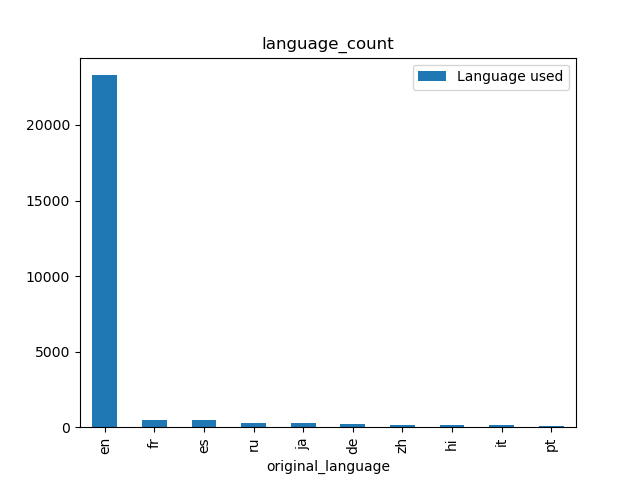 language_count
Language used
20000
15000
10000
5000
0
en fr es ru ja de zh hi it pt
original_language